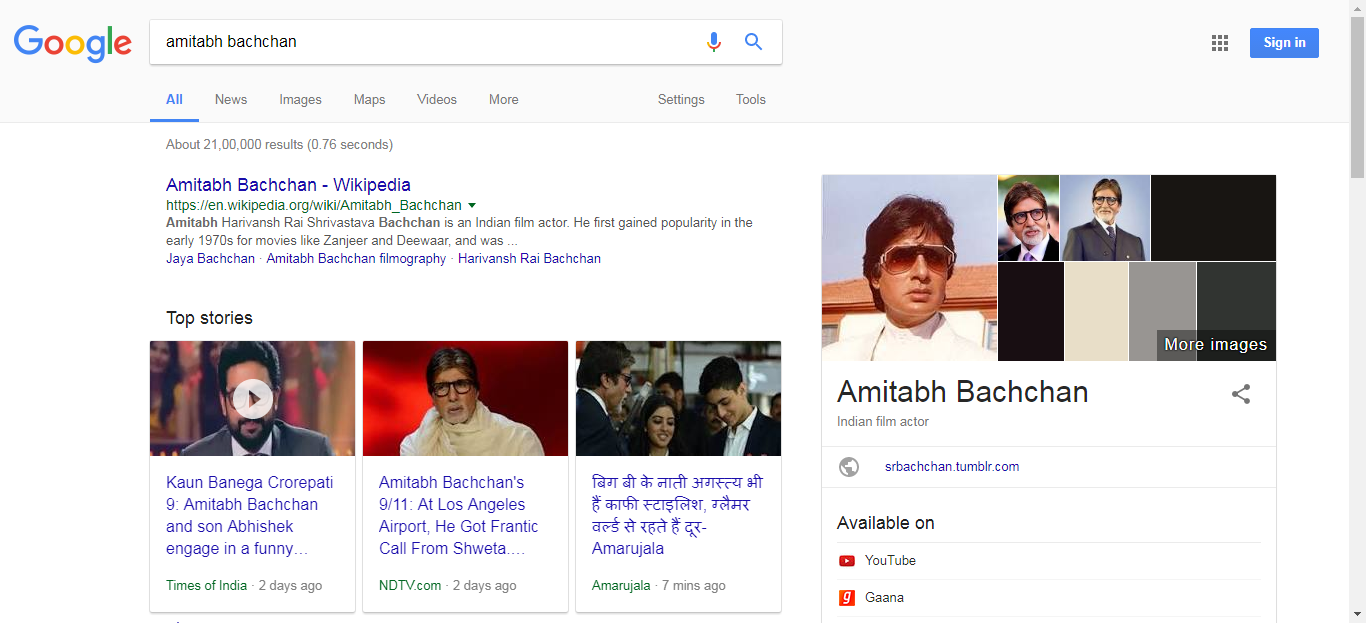 Google
amitabh bachchan
Sign in
All News Images Maps Videos More Settings Tools
About 21,00,000 results (0.76 seconds)
Amitabh Bachchan - Wikipedia
https://en.wikipedia.org/wiki/Amitabh_Bachchan
Amitabh Harivansh Rai Shrivastava Bachchan is an Indian film actor. He first gained popularity in the
early 1970s for movies like Zanjeer and Deewaar, and was ...
Jaya Bachchan · Amitabh Bachchan filmography · Harivansh Rai Bachchan
Top stories
Kaun Banega Crorepati
9: Amitabh Bachchan
and son Abhishek
engage in a funny…
Times of India · 2 days ago
Amitabh Bachchan's
9/11: At Los Angeles
Airport, He Got Frantic
Call From Shweta....
NDTV.com · 2 days ago
बिग बी के नाती अगस्त्य भी
हैं काफी स्टाइलिश, ग्लैमर
वर्ल्ड से रहते हैं दूर-
Amarujala
Amarujala · 7 mins ago
More images
Amitabh Bachchan
Indian film actor
srbachchan.tumblr.com
Available on
YouTube
Gaana